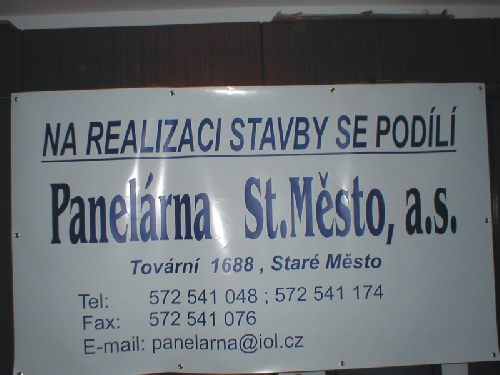 NA REALIZACI STAVBY SE PODÍLÍ
Panelárna St.Město, a.s.
Tovární 1688 , Staré Město
Tel: 572 541 048 ; 572 541 174
Fax: 572 541 076
E-mail: panelarna@iol.cz